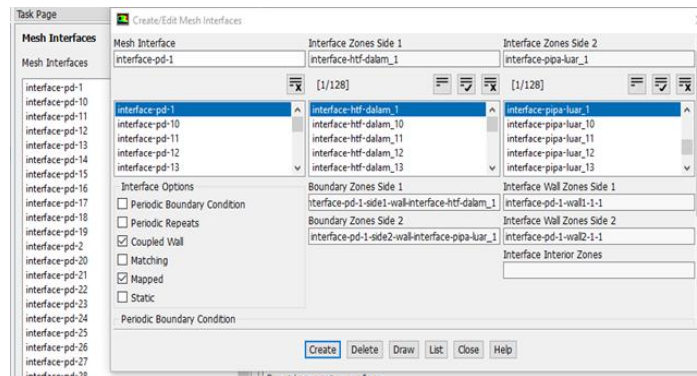 Task Page
Mesh Interfaces
Mesh Interfaces
interface-pd-1
interface-pd-10
interface-pd-11
interface-pd-12
interface-pd-13
interface-pd-14
interface-pd-15
interface-pd-16
interface-pd-17
interface-pd-18
interface-pd-19
interface-pd-2
interface-pd-20
interface-pd-21
interface-pd-22
interface-pd-23
interface-pd-24
interface-pd-25
interface-pd-26
interface-pd-27
Create/Edit Mesh Interfaces
Mesh Interface
interface-pd-1
interface-pd-1
interface-pd-10
interface-pd-11
interface-pd-12
interface-pd-13
Interface Zones Side 1
interface-htf-dalam_1
[1/128]
interface-htf-dalam_1
interface-htf-dalam_10
interface-htf-dalam_11
interface-htf-dalam_12
interface-htf-dalam_13
Interface Zones Side 2
interface-pipa-luar_1
[1/128]
interface-pipa-luar_1
interface-pipa-luar_10
interface-pipa-luar_11
interface-pipa-luar_12
interface-pipa-luar_13
Interface Options
Periodic Boundary Condition
Periodic Repeats
Coupled Wall
Matching
Mapped
Static
Boundary Zones Side 1
nterface-pd-1-side1-wall-interface-htf-dalam_1
Boundary Zones Side 2
interface-pd-1-side2-wall-interface-pipa-luar_1
Interface Wall Zones Side 1
interface-pd-1-wall1-1-1
Interface Wall Zones Side 2
interface-pd-1-wall2-1-1
Interface Interior Zones
Periodic Boundary Condition
Create Delete Draw List Close Help